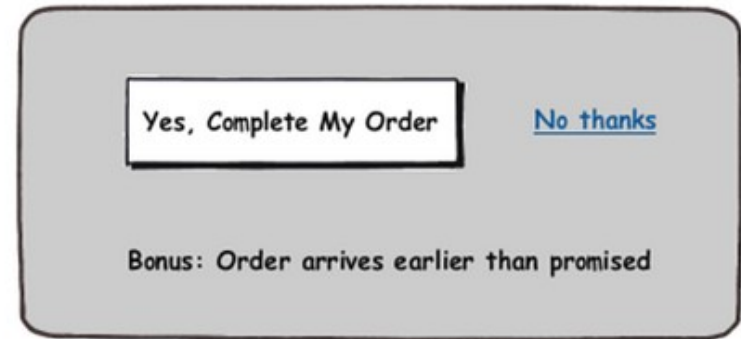 Yes, Complete My Order
No thanks
Bonus: Order arrives earlier than promised